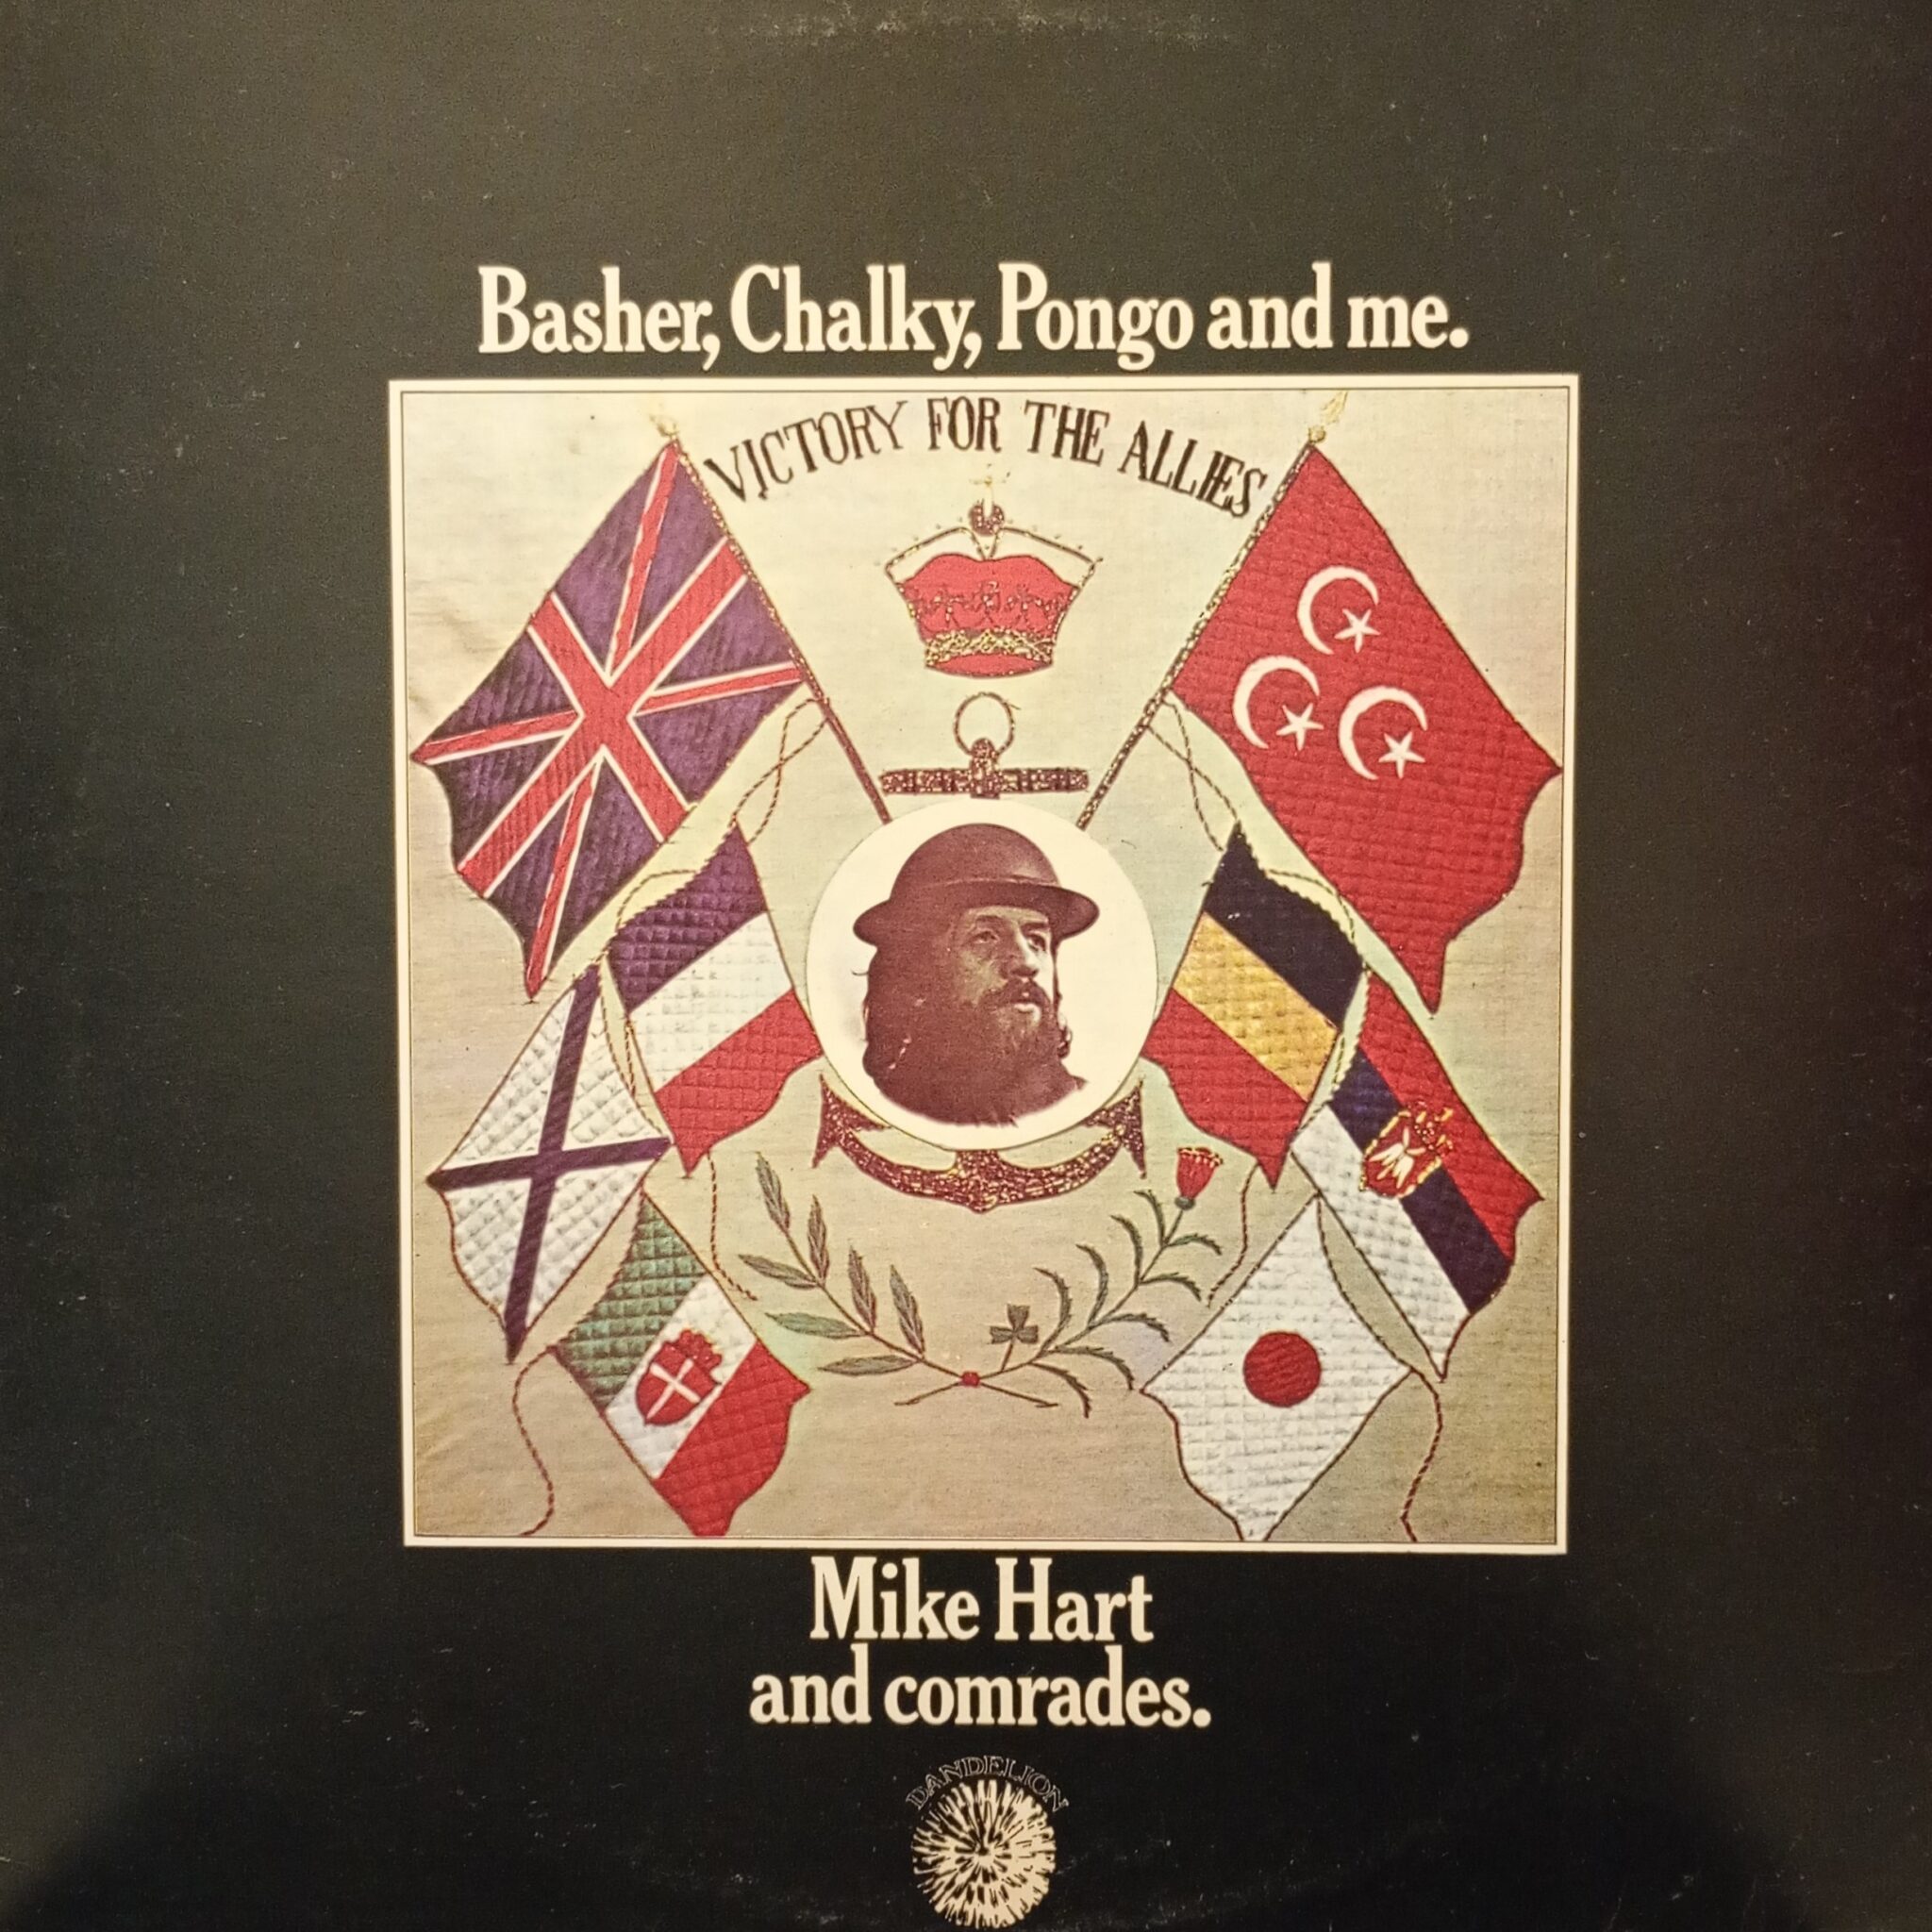 Basher, Chalky, Pongo and me.
VICTORY FOR THE ALLIES
Mike Hart
and comrades.
DANDELION